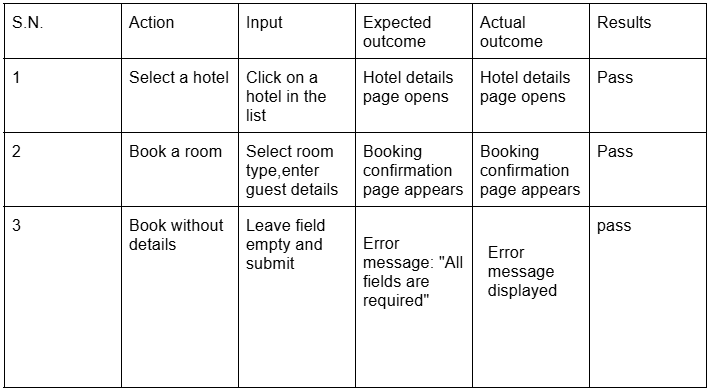 S.N. Action Input Expected outcome Actual outcome Results
1 Select a hotel Click on a hotel in the list Hotel details page opens Hotel details page opens Pass
2 Book a room Select room type,enter guest details Booking confirmation page appears Booking confirmation page appears Pass
3 Book without details Leave field empty and submit Error message: "All fields are required" Error message displayed pass